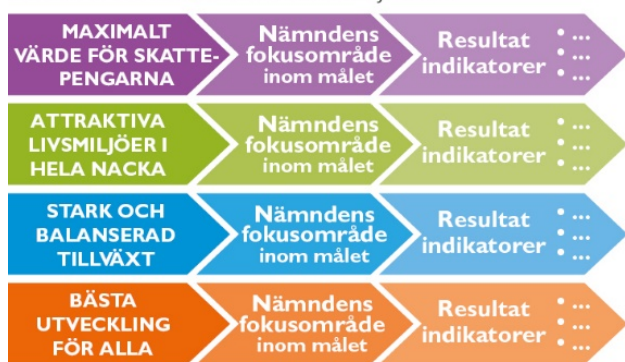 MAXIMALT
VÄRDE FÖR SKATTE-
PENGARNA
Nämndens
fokusområde
inom målet
Resultat
indikatorer
• ...
• ...
• ...
ATTRAKTIVA
LIVSMILJÖER I
HELA NACKA
Nämndens
fokusområde
inom målet
Resultat
indikatorer
• ...
• ...
• ...
STARK OCH
BALANSERAD
TILLVÄXT
Nämndens
fokusområde
inom målet
Resultat
indikatorer
• ...
• ...
• ...
BÄSTA
UTVECKLING
FÖR ALLA
Nämndens
fokusområde
inom målet
Resultat
indikatorer
• ...
• ...
• ...